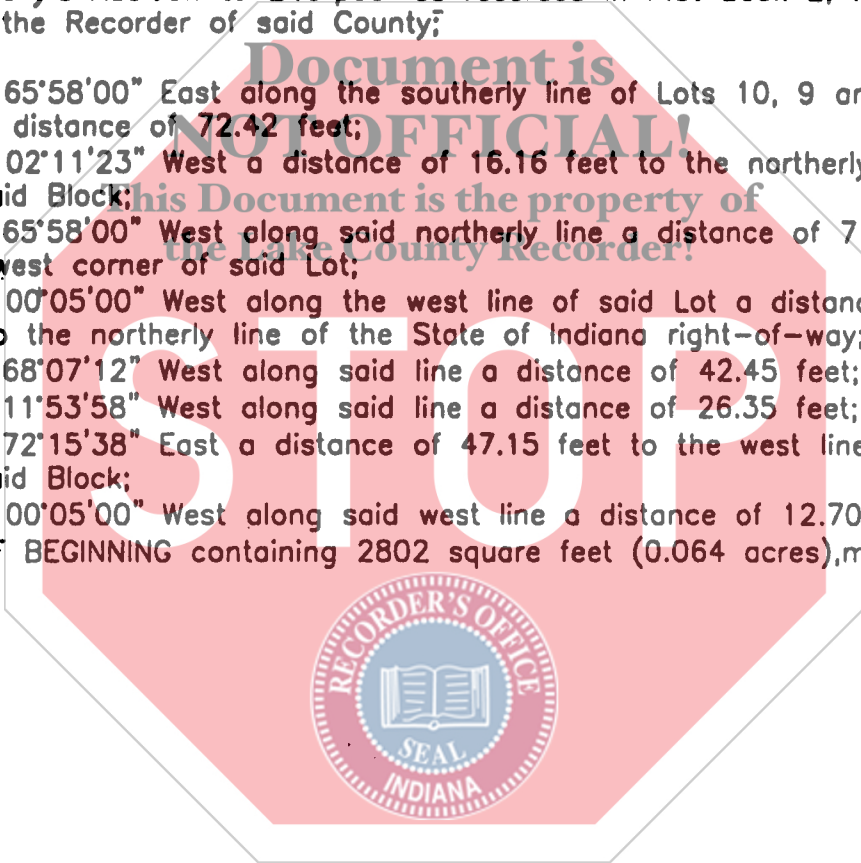 the Recorder of said County;
Document is
65°58'00" East along the southerly line of Lots 10, 9
distance of 72.42 feet;
NOT OFFICIAL!
02°11'23" West a distance of 16.16 feet to the northerly
Block;
This Document is the property of
65°58'00" West along said northerly line a distance of 7
the Lake County Recorder!
west corner of said Lot;
00°05'00" West along the west line of said Lot a
the northerly line of the State of Indiana right-of-way;
68°07'12" West along said line a distance of 42.45 feet;
11°53'58" West along said line a distance of 26.35 feet;
72°15'38" East a distance of 47.15 feet to the west line
Block;
00°05'00" West along said west line a distance of 12.70
BEGINNING containing 2802 square feet (0.064 acres),
STOP
RECORDER'S OFFICE
SEAL
INDIANA